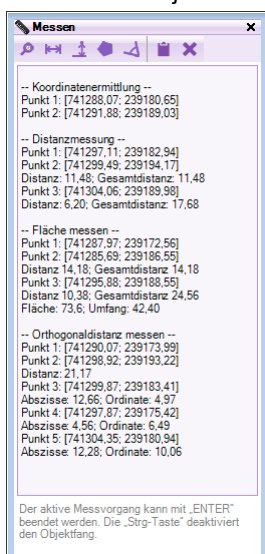 Messen
-- Koordinatenermittlung --
Punkt 1: [741288,07; 239180,65]
Punkt 2: [741291,88; 239189,03]
-- Distanzmessung --
Punkt 1: [741297,11; 239182,94]
Punkt 2: [741299,49; 239194,17]
Distanz: 11,48; Gesamtdistanz: 11,48
Punkt 3: [741304,06; 239189,98]
Distanz: 6,20; Gesamtdistanz: 17,68
-- Fläche messen --
Punkt 1: [741287,97; 239172,56]
Punkt 2: [741285,69; 239186,55]
Distanz 14,18; Gesamtdistanz 14,18
Punkt 3: [741295,88; 239188,55]
Distanz 10,38; Gesamtdistanz 24,56
Fläche: 73,6; Umfang: 42,40
-- Orthogonaldistanz messen --
Punkt 1: [741290,07; 239173,99]
Punkt 2: [741298,92; 239193,22]
Distanz: 21,17
Punkt 3: [741299,87; 239183,41]
Abszisse: 12,66; Ordinate: 4,97
Punkt 4: [741297,87; 239175,42]
Abszisse: 4,56; Ordinate: 6,49
Punkt 5: [741304,35; 239180,94]
Abszisse: 12,28; Ordinate: 10,06
Der aktive Messvorgang kann mit „ENTER"
beendet werden. Die „Strg-Taste" deaktiviert
den Objektfang.